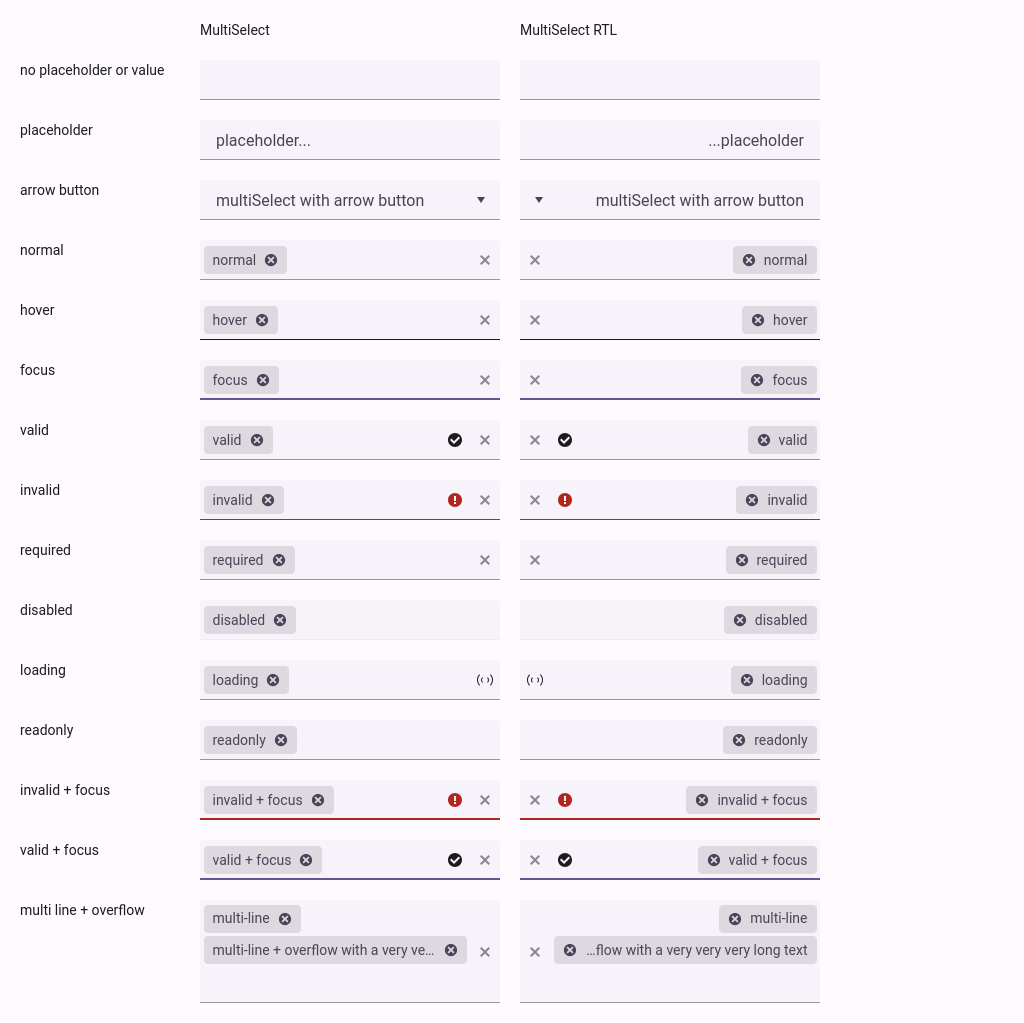 MultiSelect MultiSelect RTL
no placeholder or value
placeholder placeholder... ...placeholder
arrow button multiSelect with arrow button multiSelect with arrow button
normal normal normal
hover hover hover
focus focus focus
valid valid valid
invalid invalid invalid
required required required
disabled disabled disabled
loading loading loading
readonly readonly readonly
invalid + focus invalid + focus invalid + focus
valid + focus valid + focus valid + focus
multi line + overflow multi-line multi-line
multi-line + overflow with a very ve... ...flow with a very very very long text